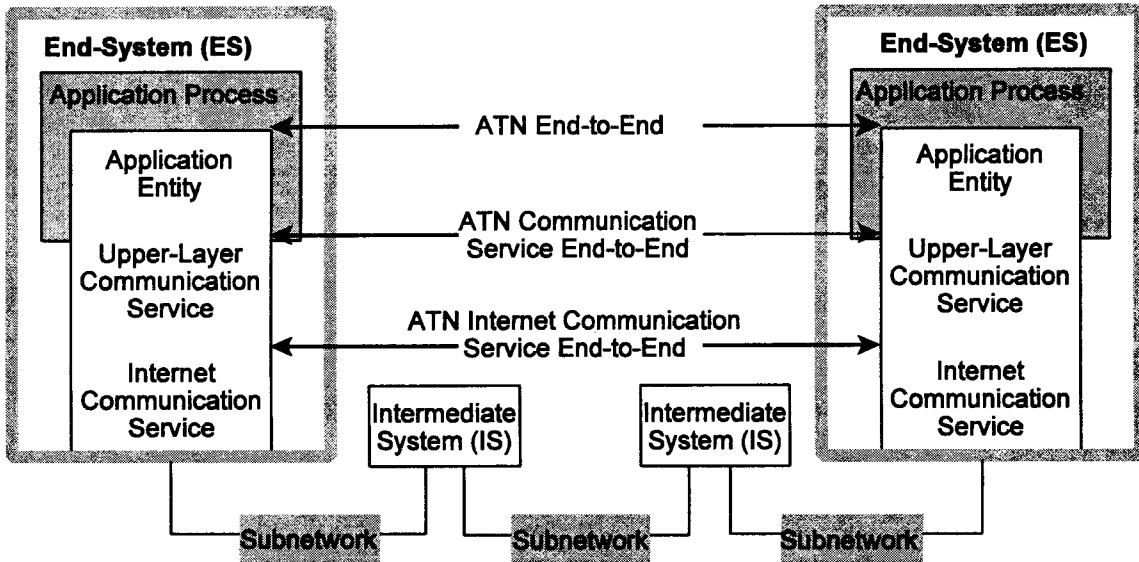 End-System (ES)
Application Process
Application
Entity
Upper-Layer
Communication
Service
Internet
Communication
Service
ATN End-to-End
ATN Communication
Service End-to-End
ATN Internet Communication
Service End-to-End
Intermediate
System (IS)
Intermediate
System (IS)
End-System (ES)
Application Process
Application
Entity
Upper-Layer
Communication
Service
Internet
Communication
Service
Subnetwork
Subnetwork
Subnetwork